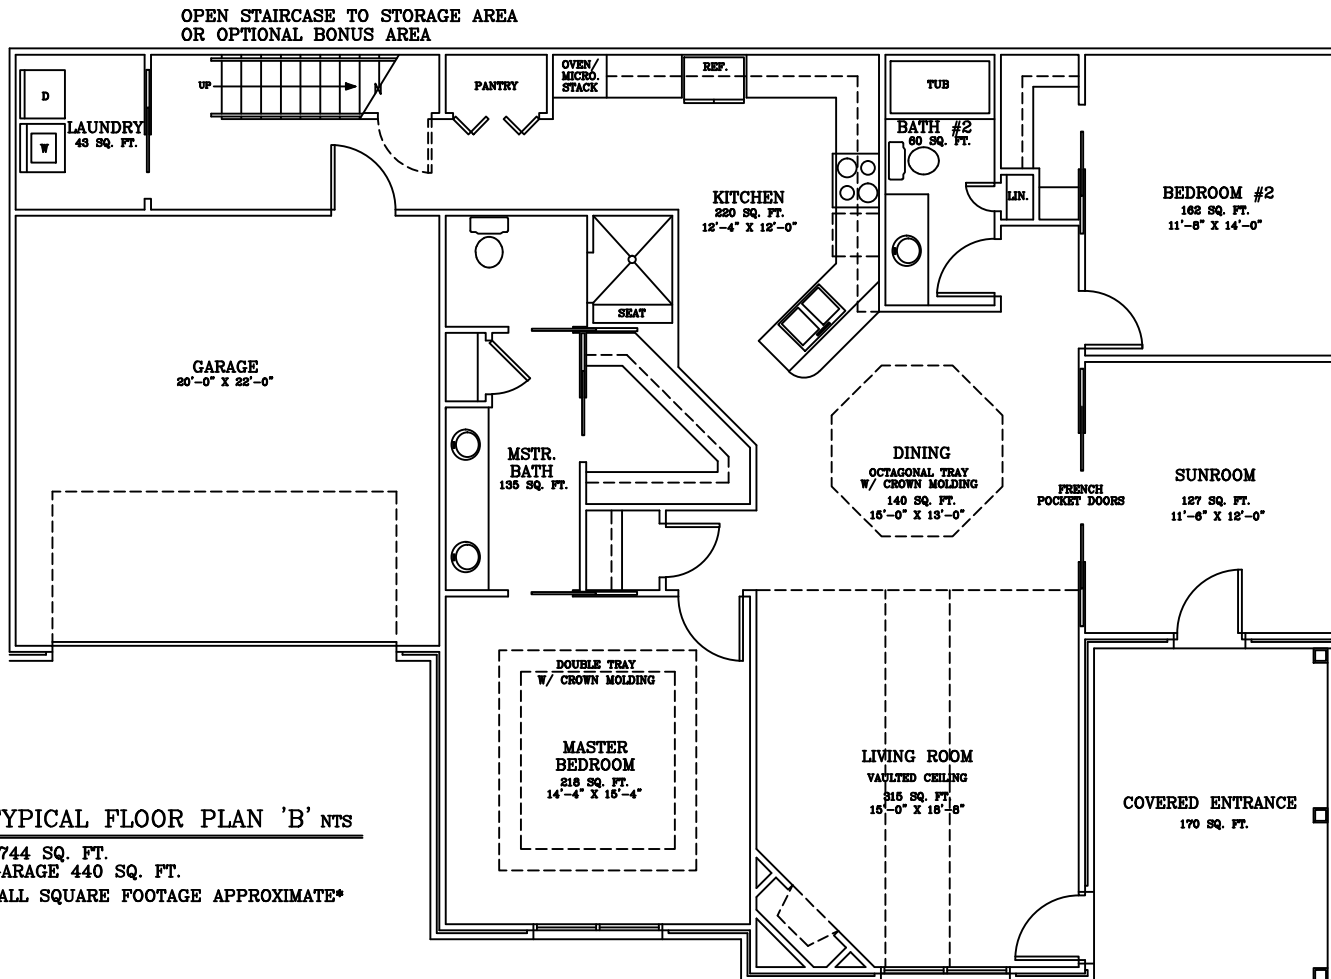 OPEN STAIRCASE TO STORAGE AREA
OR OPTIONAL BONUS AREA
D
W
LAUNDRY
43 SQ. FT.
UP
N
PANTRY
OVEN/
MICRO.
STACK
REF.
TUB
BATH #2
60 SQ. FT.
LIN.
KITCHEN
220 SQ. FT.
12'-4" X 12'-0"
BEDROOM #2
162 SQ. FT.
11'-8" X 14'-0"
SEAT
GARAGE
20'-0" X 22'-0"
MSTR.
BATH
135 SQ. FT.
DINING
OCTAGONAL TRAY
W/ CROWN MOLDING
140 SQ. FT.
15'-0" X 13'-0"
FRENCH
POCKET DOORS
SUNROOM
127 SQ. FT.
11'-6" X 12'-0"
DOUBLE TRAY
W/ CROWN MOLDING
MASTER
BEDROOM
218 SQ. FT.
14'-4" X 15'-4"
LIVING ROOM
VAULTED CEILING
315 SQ. FT.
15'-0" X 18'-8"
COVERED ENTRANCE
170 SQ. FT.
TYPICAL FLOOR PLAN 'B' NTS
744 SQ. FT.
GARAGE 440 SQ. FT.
ALL SQUARE FOOTAGE APPROXIMATE*